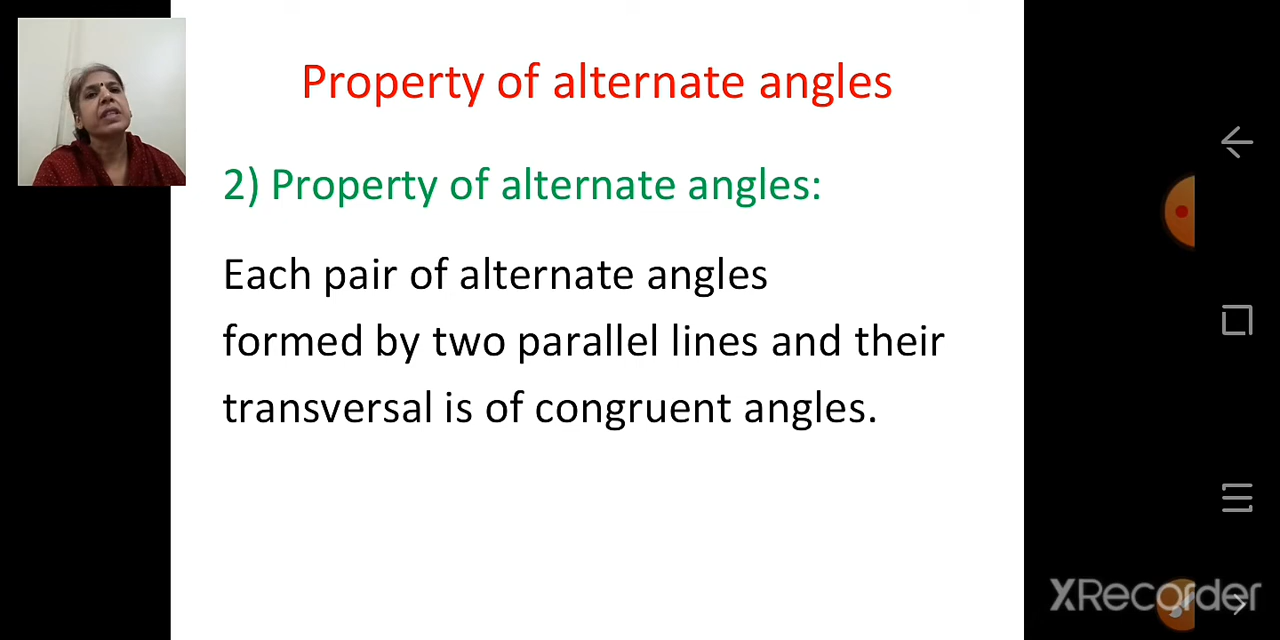 Property of alternate angles
2) Property of alternate angles:
Each pair of alternate angles
formed by two parallel lines and their
transversal is of congruent angles.
XRecorder